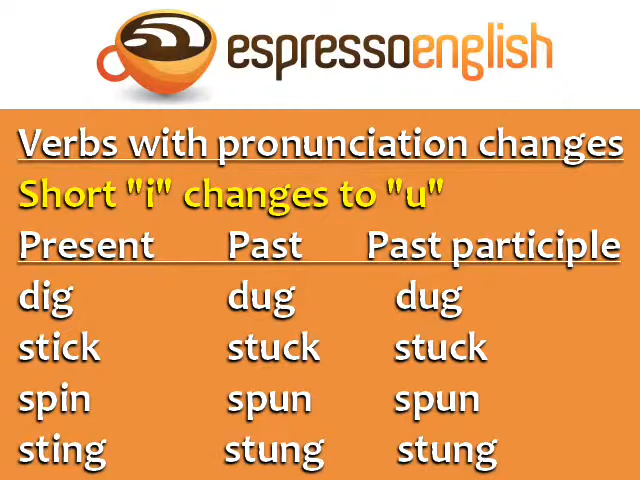 espressoenglish
Verbs with pronunciation changes
Short "i" changes to "u"
Present Past Past participle
dig dug dug
stick stuck stuck
spin spun spun
sting stung stung